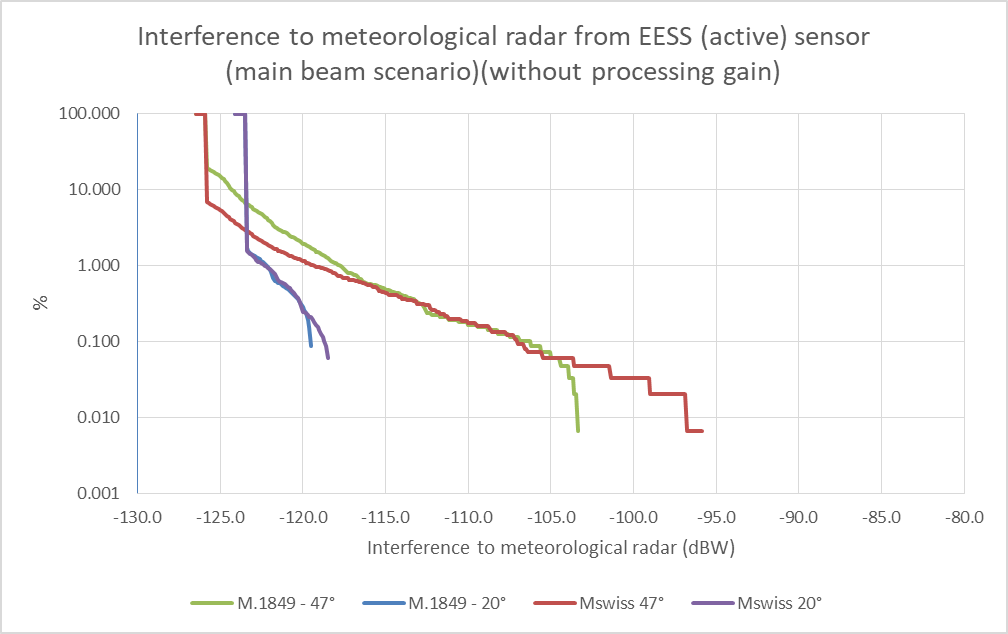 Interference to meteorological radar from EESS (active) sensor
(main beam scenario)(without processing gain)
100.000
10.000
1.000
0.100
0.010
0.001
%
-130.0 -125.0 -120.0 -115.0 -110.0 -105.0 -100.0 -95.0 -90.0 -85.0 -80.0
Interference to meteorological radar (dBW)
M.1849 - 47° M.1849 - 20° Mswiss 47° Mswiss 20°